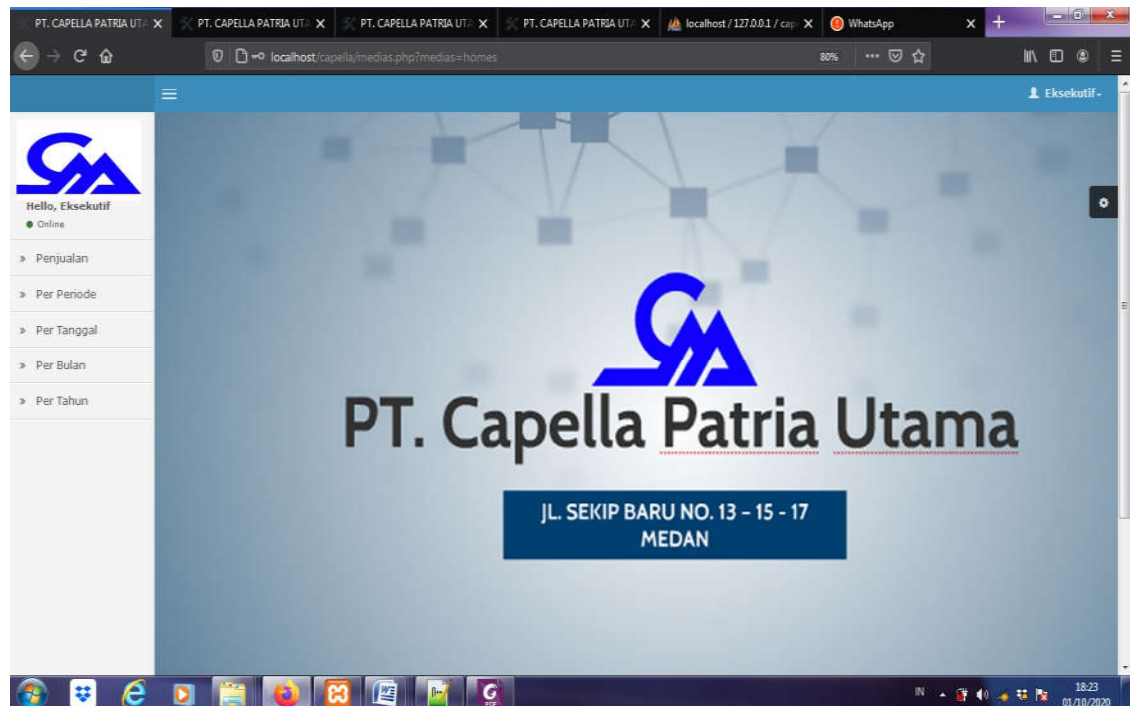 PT. CAPELLA PATRIA UTA
PT. CAPELLA PATRIA UTA
PT. CAPELLA PATRIA UTA
PT. CAPELLA PATRIA UTA
localhost / 127.0.0.1 / cap
WhatsApp
localhost/capella/medias.php?medias=homes
80%
Eksekutif
Hello, Eksekutif
Online
Penjualan
Per Periode
Per Tanggal
Per Bulan
Per Tahun
PT. Capella Patria Utama
JL. SEKIP BARU NO. 13 – 15 - 17
MEDAN
IN
18:23
01/10/2020